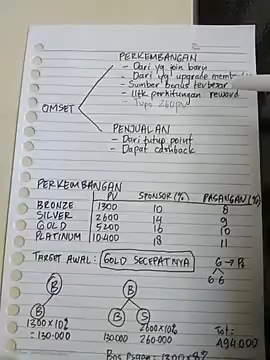 PERKEMBANGAN
- Dari yg join baru
- Dari yg upgrade
- Sumber bonus terbesar
- Utk perhitungan reward
- Tupo 260 pv
OMSET
PENJUALAN
- Dari tutup point
- Dapat cashback
PERKEMBANGAN
PV SPONSOR (%) PASANGAN (%)
BRONZE 1300 10 8
SILVER 2600 14 9
GOLD 5200 16 10
PLATINUM 10400 18 11
TARGET AWAL: GOLD SECEPATNYA G → Pt
G G
B B
B B S
1300 x 10% 2600 x 10% Tot:
= 130.000 130.000 260.000 494.000
1300 x 8%